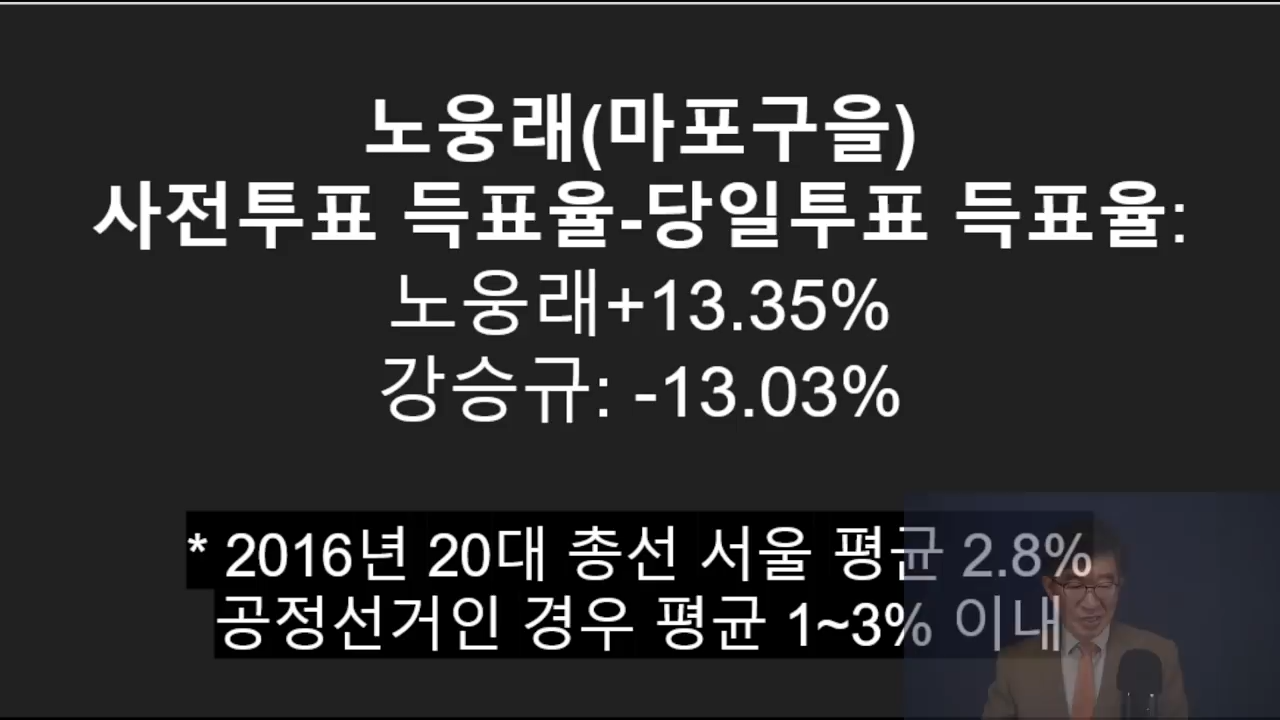 노웅래(마포구을)
사전투표 득표율-당일투표 득표율:
노웅래+13.35%
강승규: -13.03%
* 2016년 20대 총선 서울 평균 2.8%
공정선거인 경우 평균 1~3% 이내